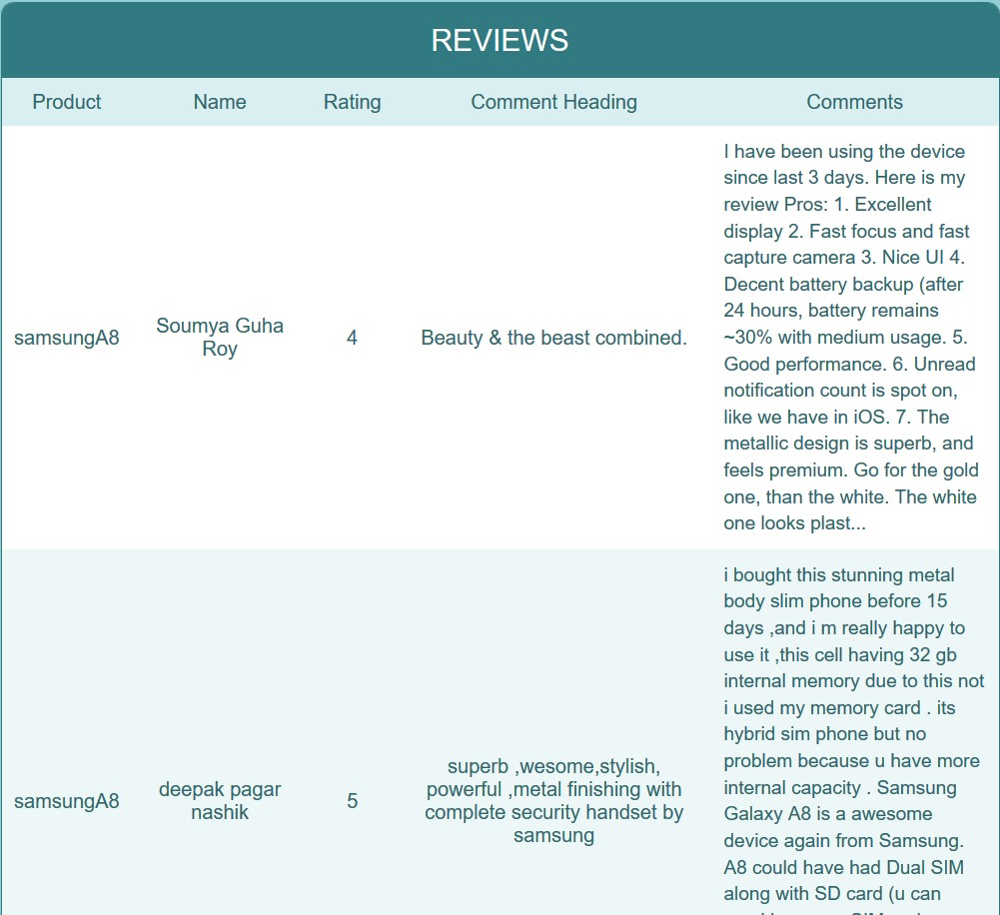 REVIEWS
Product Name Rating Comment Heading Comments
samsungA8
Soumya Guha
Roy
4
Beauty & the beast combined.
I have been using the device
since last 3 days. Here is my
review Pros: 1. Excellent
display 2. Fast focus and fast
capture camera 3. Nice UI 4.
Decent battery backup (after
24 hours, battery remains
~30% with medium usage. 5.
Good performance. 6. Unread
notification count is spot on,
like we have in iOS. 7. The
metallic design is superb, and
feels premium. Go for the gold
one, than the white. The white
one looks plast...
samsungA8
deepak pagar
nashik
5
superb ,wesome,stylish,
powerful ,metal finishing with
complete security handset by
samsung
i bought this stunning metal
body slim phone before 15
days ,and i m really happy to
use it ,this cell having 32 gb
internal memory due to this not
i used my memory card . its
hybrid sim phone but no
problem because u have more
internal capacity . Samsung
Galaxy A8 is a awesome
device again from Samsung.
A8 could have had Dual SIM
along with SD card (u can